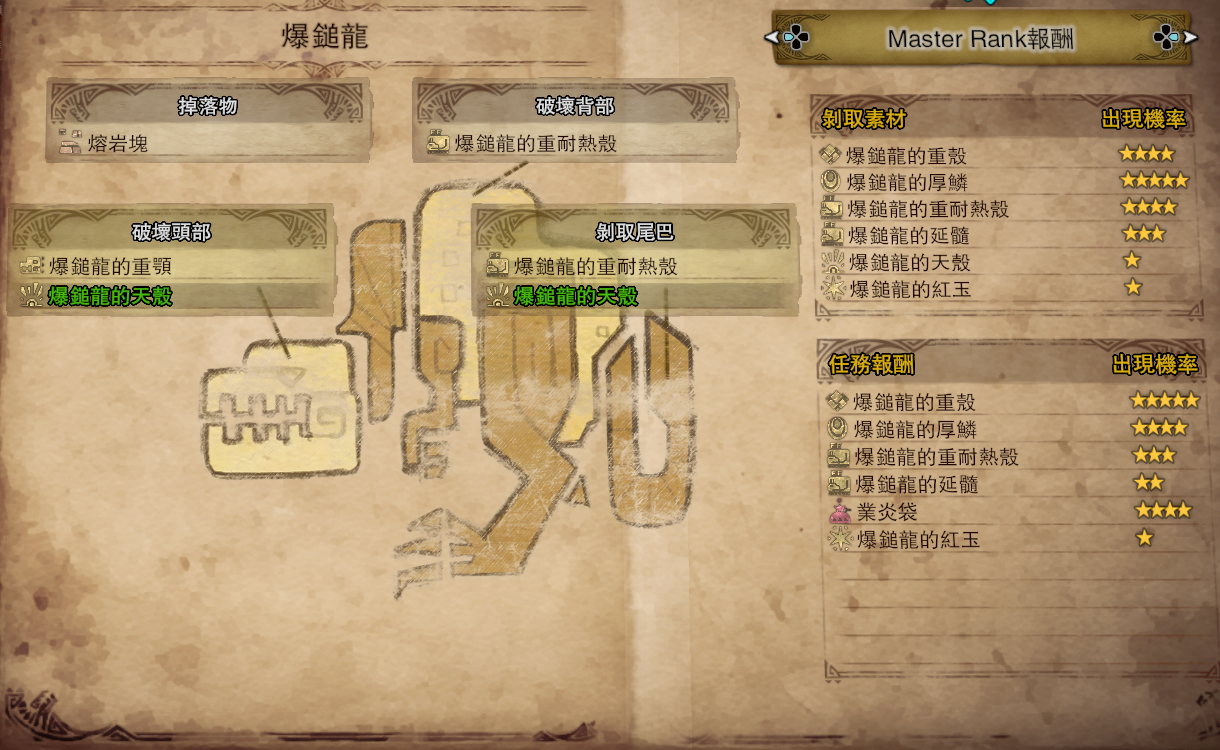 爆鎚龍
掉落物
熔岩塊
破壞背部
爆鎚龍的重耐熱殼
破壞頭部
爆鎚龍的重顎
爆鎚龍的天殼
剝取尾巴
爆鎚龍的重耐熱殼
爆鎚龍的天殼
Master Rank報酬
剝取素材 出現機率
爆鎚龍的重殼 ★★★★
爆鎚龍的厚鱗 ★★★★★
爆鎚龍的重耐熱殼 ★★★★
爆鎚龍的延髓 ★★★
爆鎚龍的天殼 ★
爆鎚龍的紅玉 ★
任務報酬 出現機率
爆鎚龍的重殼 ★★★★★
爆鎚龍的厚鱗 ★★★★
爆鎚龍的重耐熱殼 ★★★
爆鎚龍的延髓 ★★
業炎袋 ★★★★
爆鎚龍的紅玉 ★